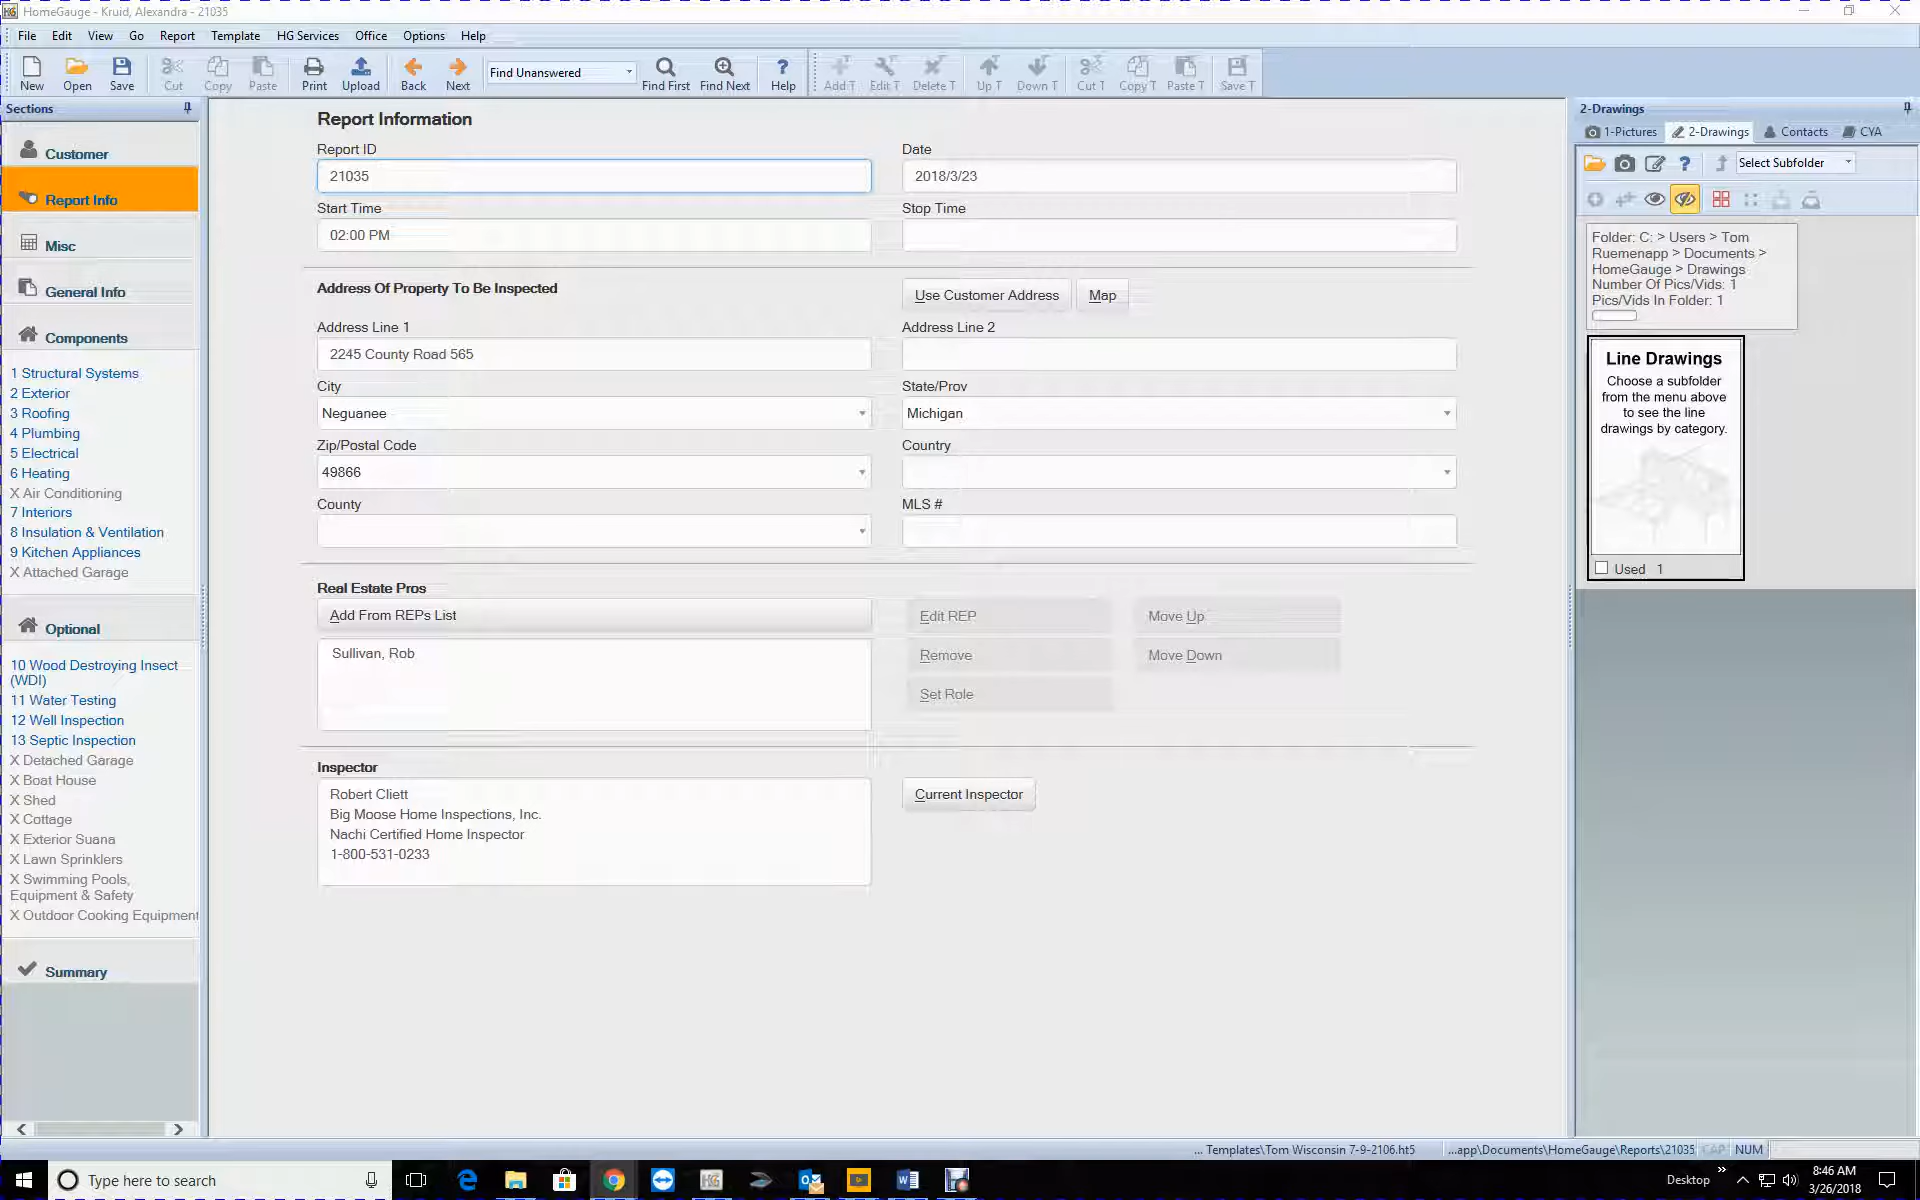 HomeGauge - Kruid, Alexandra - 21035
File Edit View Go Report Template HG Services Office Options Help
New Open Save Cut Copy Paste Print Upload Back Next Find Unanswered Find First Find Next Help Add T Edit T Delete T Up T Down T Cut T Copy T Paste T Save T
Sections
Customer
Report Info
Misc
General Info
Components
1 Structural Systems
2 Exterior
3 Roofing
4 Plumbing
5 Electrical
6 Heating
X Air Conditioning
7 Interiors
8 Insulation & Ventilation
9 Kitchen Appliances
X Attached Garage
Optional
10 Wood Destroying Insect
(WDI)
11 Water Testing
12 Well Inspection
13 Septic Inspection
X Detached Garage
X Boat House
X Shed
X Cottage
X Exterior Suana
X Lawn Sprinklers
X Swimming Pools,
Equipment & Safety
X Outdoor Cooking Equipment
Summary
Report Information
Report ID Date
21035 2018/3/23
Start Time Stop Time
02:00 PM
Address Of Property To Be Inspected Use Customer Address Map
Address Line 1 Address Line 2
2245 County Road 565
City State/Prov
Neguanee Michigan
Zip/Postal Code Country
49866
County MLS #
Real Estate Pros
Add From REPs List Edit REP Move Up
Sullivan, Rob Remove Move Down
Set Role
Inspector
Robert Cliett Current Inspector
Big Moose Home Inspections, Inc.
Nachi Certified Home Inspector
1-800-531-0233
2-Drawings
1-Pictures 2-Drawings Contacts CYA
Select Subfolder
Folder: C: > Users > Tom
Ruemenapp > Documents >
HomeGauge > Drawings
Number Of Pics/Vids: 1
Pics/Vids In Folder: 1
Line Drawings
Choose a subfolder
from the menu above
to see the line
drawings by category.
Used 1
... Templates\Tom Wisconsin 7-9-2106.ht5 ...app\Documents\HomeGauge\Reports\21035 CAP NUM
Type here to search Desktop 8:46 AM
3/26/2018